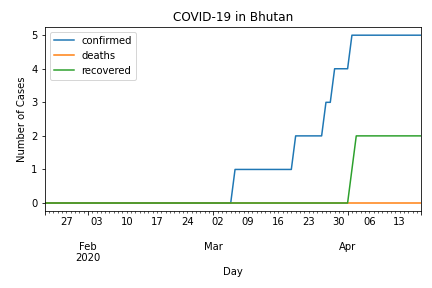 COVID-19 in Bhutan
confirmed
deaths
recovered
Number of Cases
5
4
3
2
1
0
27 03 10 17 24 02 09 16 23 30 06 13
Feb Mar Apr
2020
Day